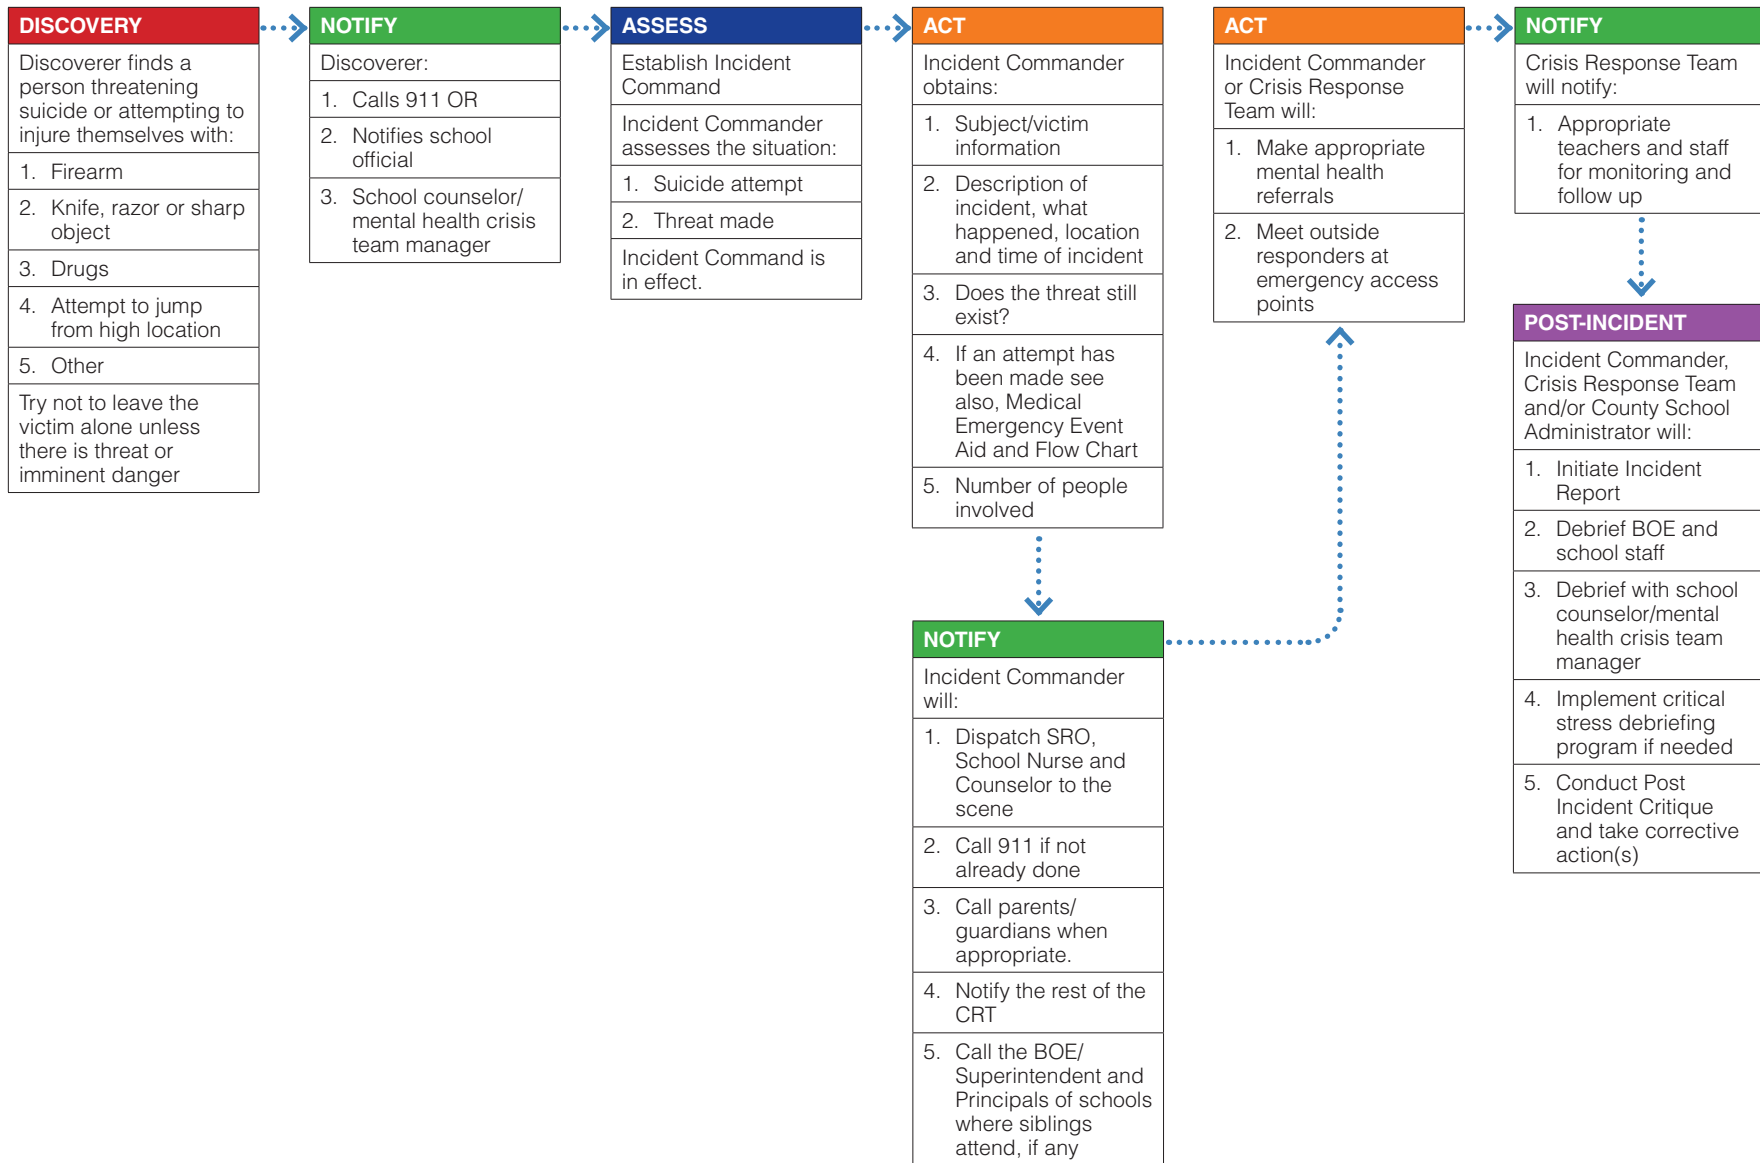 DISCOVERY
Discoverer finds a
person threatening
suicide or attempting to
injure themselves with:
1. Firearm
2. Knife, razor or sharp
object
3. Drugs
4. Attempt to jump
from high location
5. Other
Try not to leave the
victim alone unless
there is threat or
imminent danger
NOTIFY
Discoverer:
1. Calls 911 OR
2. Notifies school
official
3. School counselor/
mental health crisis
team manager
ASSESS
Establish Incident
Command
Incident Commander
assesses the situation:
1. Suicide attempt
2. Threat made
Incident Command is
in effect.
ACT
Incident Commander
obtains:
1. Subject/victim
information
2. Description of
incident, what
happened, location
and time of incident
3. Does the threat still
exist?
4. If an attempt has
been made see
also, Medical
Emergency Event
Aid and Flow Chart
5. Number of people
involved
NOTIFY
Incident Commander
will:
1. Dispatch SRO,
School Nurse and
Counselor to the
scene
2. Call 911 if not
already done
3. Call parents/
guardians when
appropriate.
4. Notify the rest of the
CRT
5. Call the BOE/
Superintendent and
Principals of schools
where siblings
attend, if any
ACT
Incident Commander
or Crisis Response
Team will:
1. Make appropriate
mental health
referrals
2. Meet outside
responders at
emergency access
points
NOTIFY
Crisis Response Team
will notify:
1. Appropriate
teachers and staff
for monitoring and
follow up
POST-INCIDENT
Incident Commander,
Crisis Response Team
and/or County School
Administrator will:
1. Initiate Incident
Report
2. Debrief BOE and
school staff
3. Debrief with school
counselor/mental
health crisis team
manager
4. Implement critical
stress debriefing
program if needed
5. Conduct Post
Incident Critique
and take corrective
action(s)